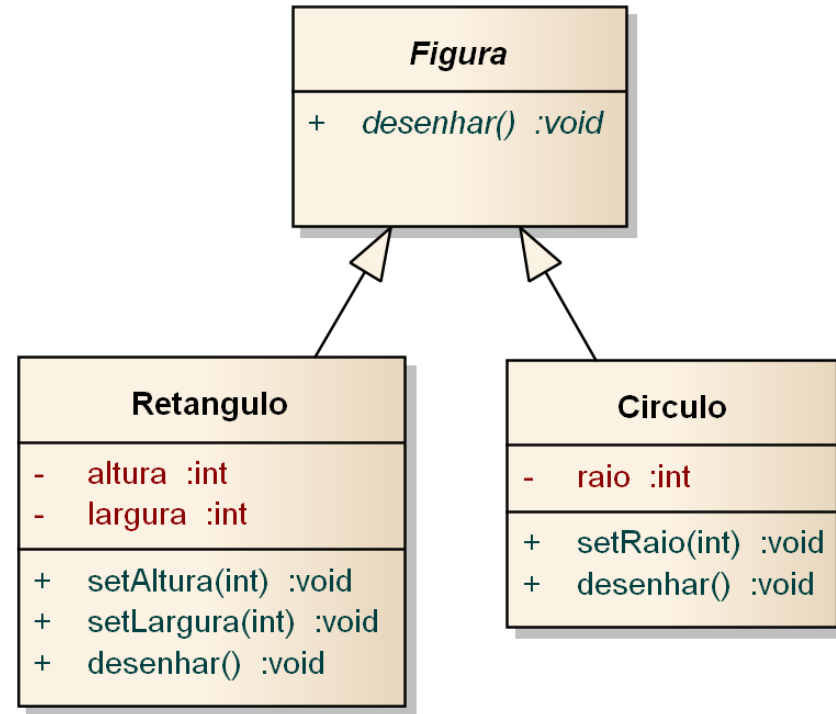 Figura
+ desenhar() :void
Retangulo
- altura :int
- largura :int
+ setAltura(int) :void
+ setLargura(int) :void
+ desenhar() :void
Circulo
- raio :int
+ setRaio(int) :void
+ desenhar() :void